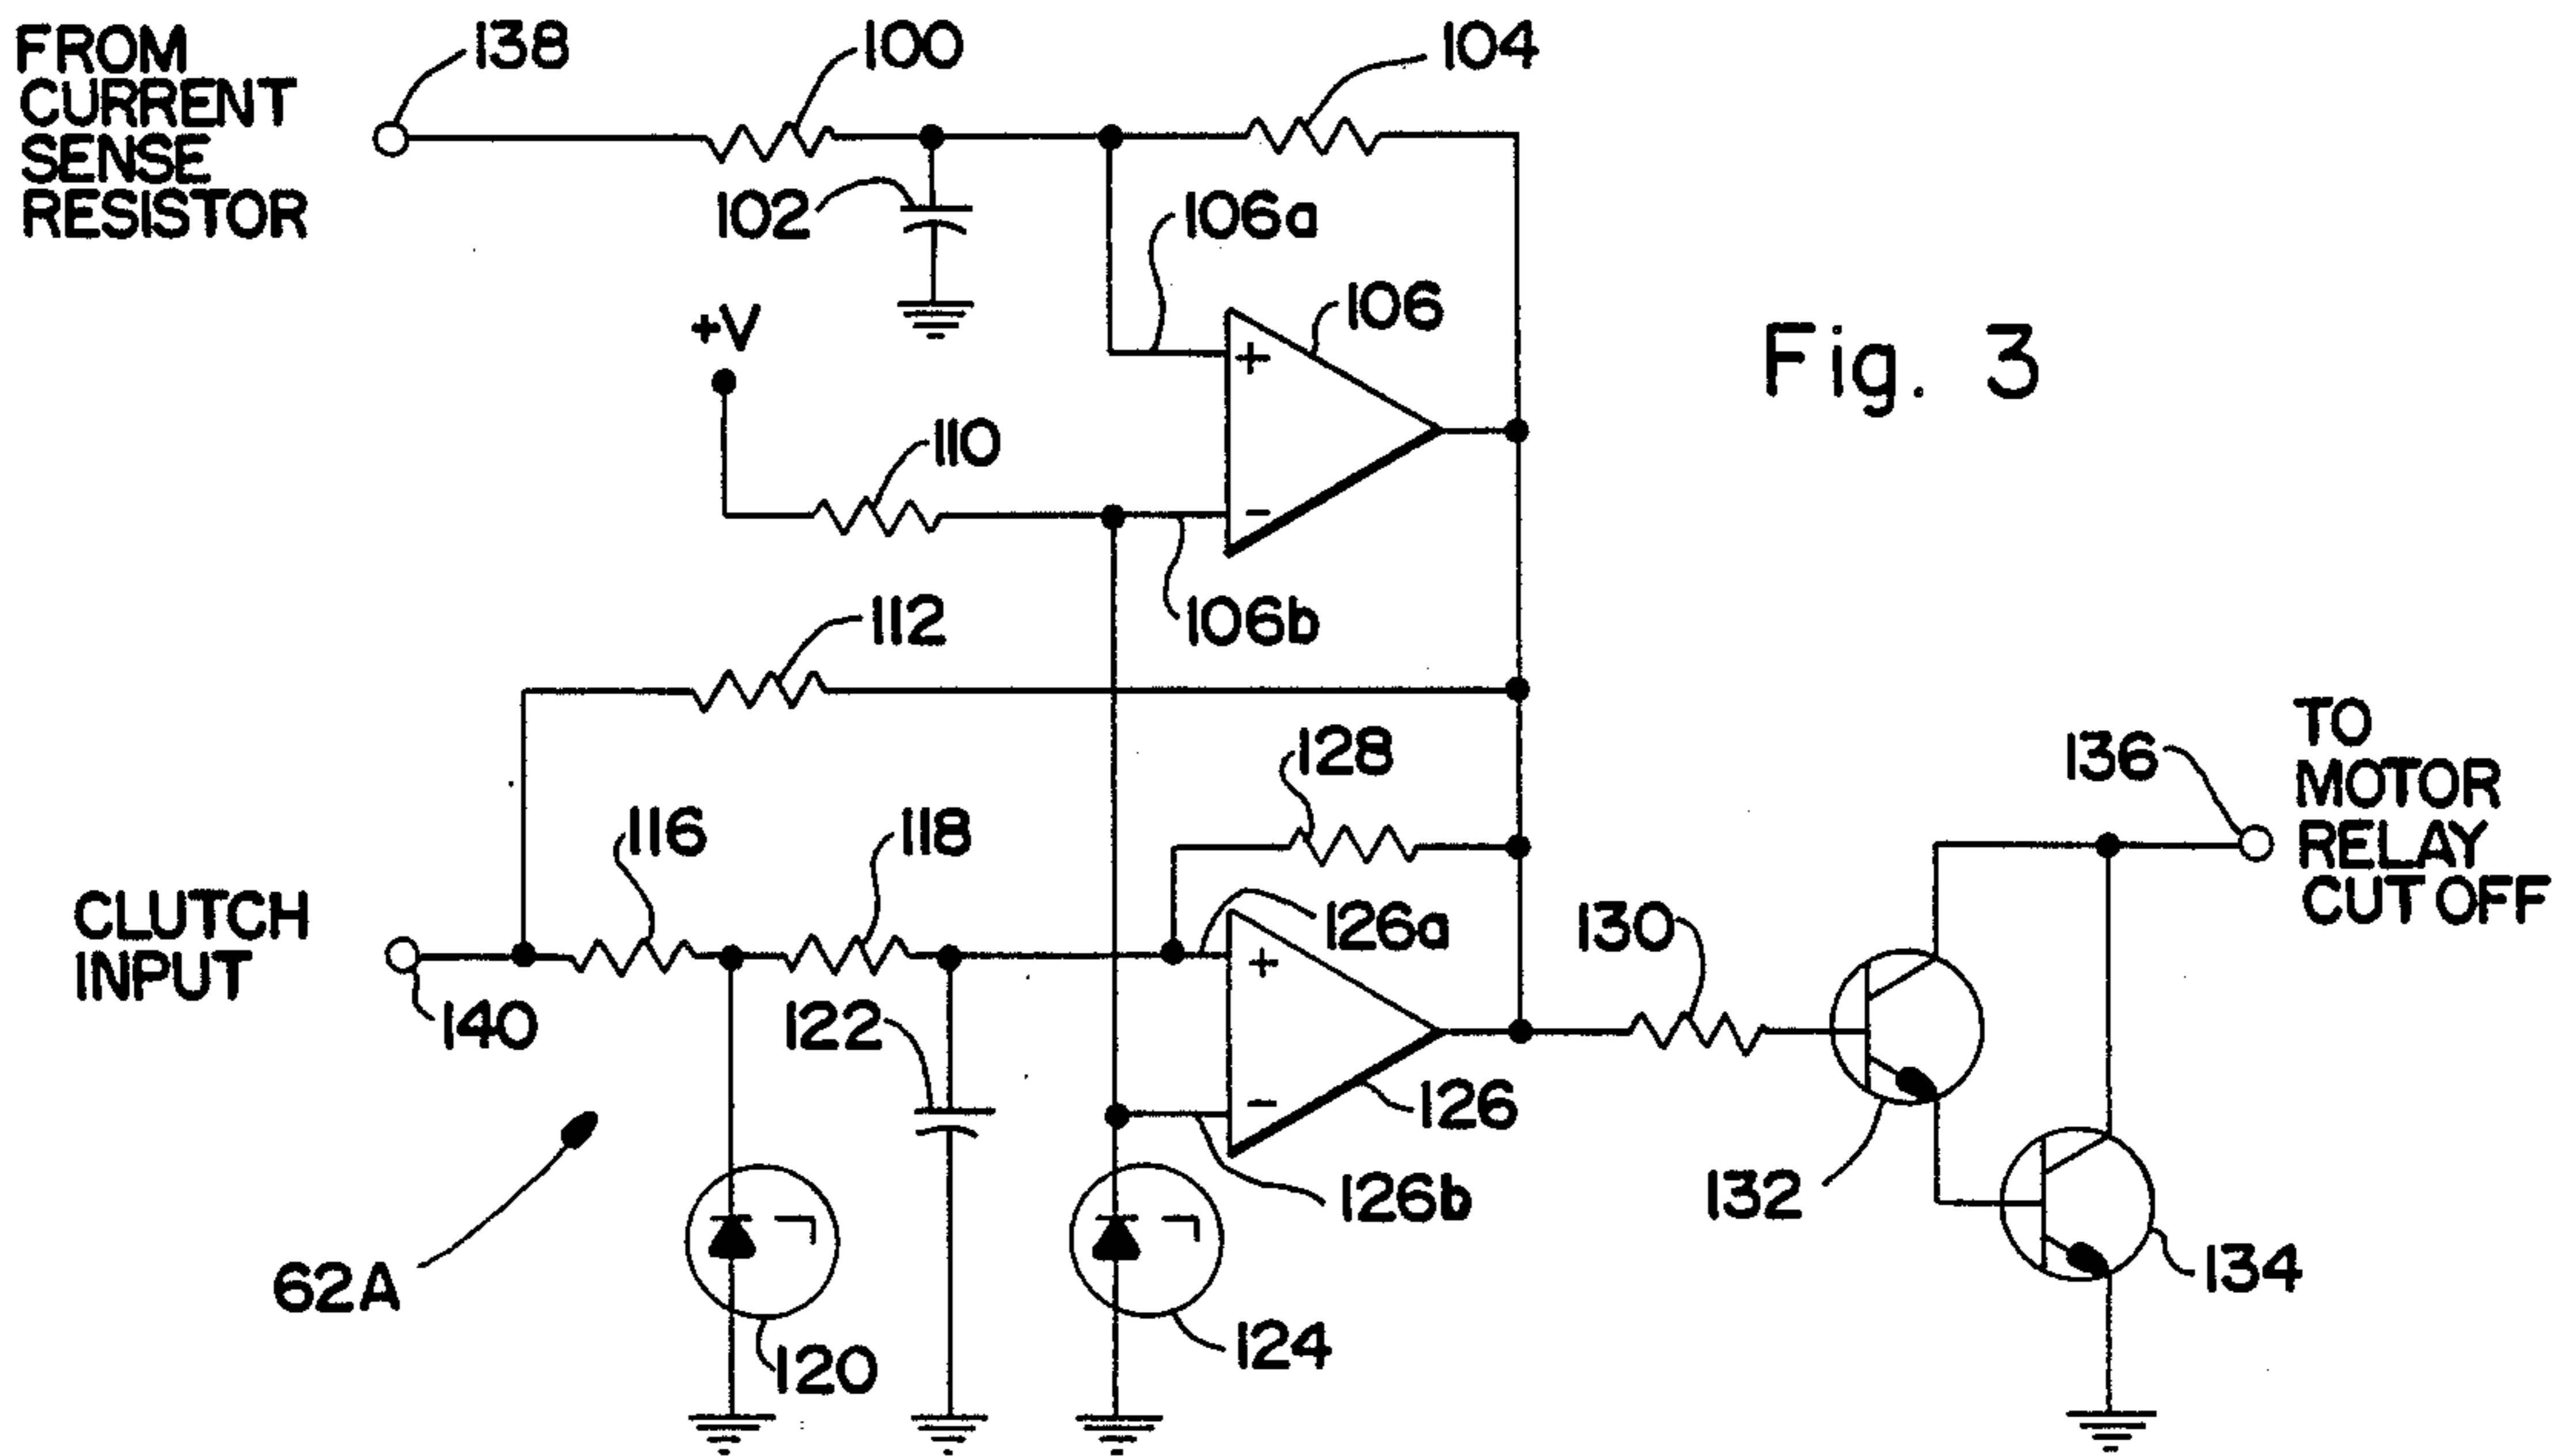 FROM
CURRENT
SENSE
RESISTOR
138
100
104
102
106a
+V
106
Fig. 3
110
+
-
106b
112
128
136
TO
MOTOR
RELAY
CUT OFF
116
118
CLUTCH
INPUT
126a
130
140
122
+
-
126
126b
132
62A
120
124
134